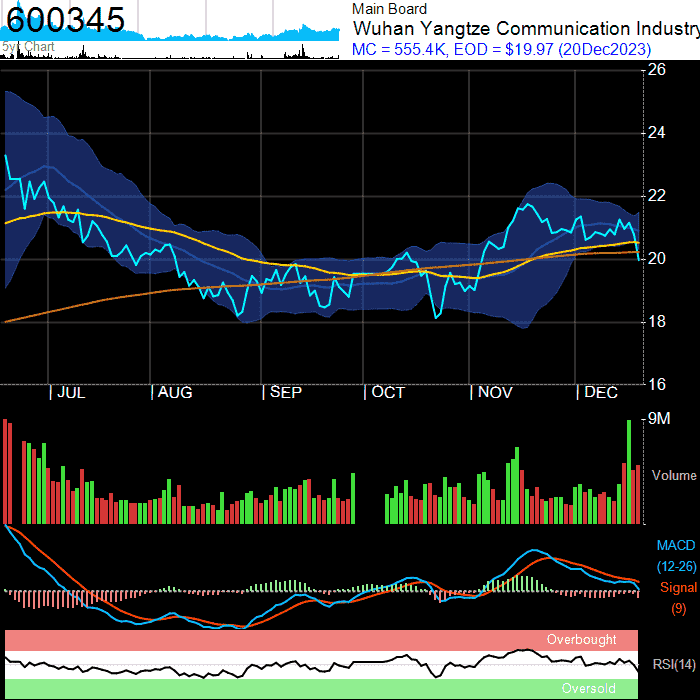 600345
5yr Chart
Main Board
Wuhan Yangtze Communication Industry
MC = 555.4K, EOD = $19.97 (20Dec2023)
26
24
22
20
18
16
| JUL | AUG | SEP | OCT | NOV | DEC
9M
Volume
MACD
(12-26)
Signal
(9)
Overbought
RSI(14)
Oversold